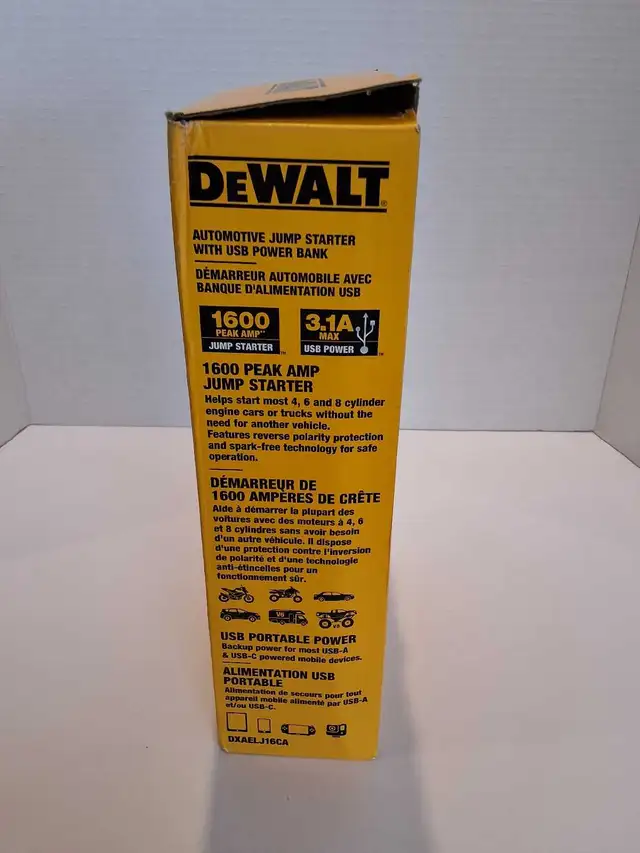 DEWALT®
AUTOMOTIVE JUMP STARTER
WITH USB POWER BANK
DÉMARREUR AUTOMOBILE AVEC
BANQUE D'ALIMENTATION USB
1600
PEAK AMP**
JUMP STARTER™
3.1A
MAX
USB POWER™
1600 PEAK AMP
JUMP STARTER
Helps start most 4, 6 and 8 cylinder
engine cars or trucks without the
need for another vehicle.
Features reverse polarity protection
and spark-free technology for safe
operation.
DÉMARREUR DE
1600 AMPÈRES DE CRÊTE
Aide à démarrer la plupart des
voitures avec des moteurs à 4, 6
et 8 cylindres sans avoir besoin
d'un autre véhicule. Il dispose
d'une protection contre l'inversion
de polarité et d'une technologie
anti-étincelles pour un
fonctionnement sûr.
USB PORTABLE POWER
Backup power for most USB-A
& USB-C powered mobile devices.
ALIMENTATION USB
PORTABLE
Alimentation de secours pour tout
appareil mobile alimenté par USB-A
et/ou USB-C.
DXAELJ16CA